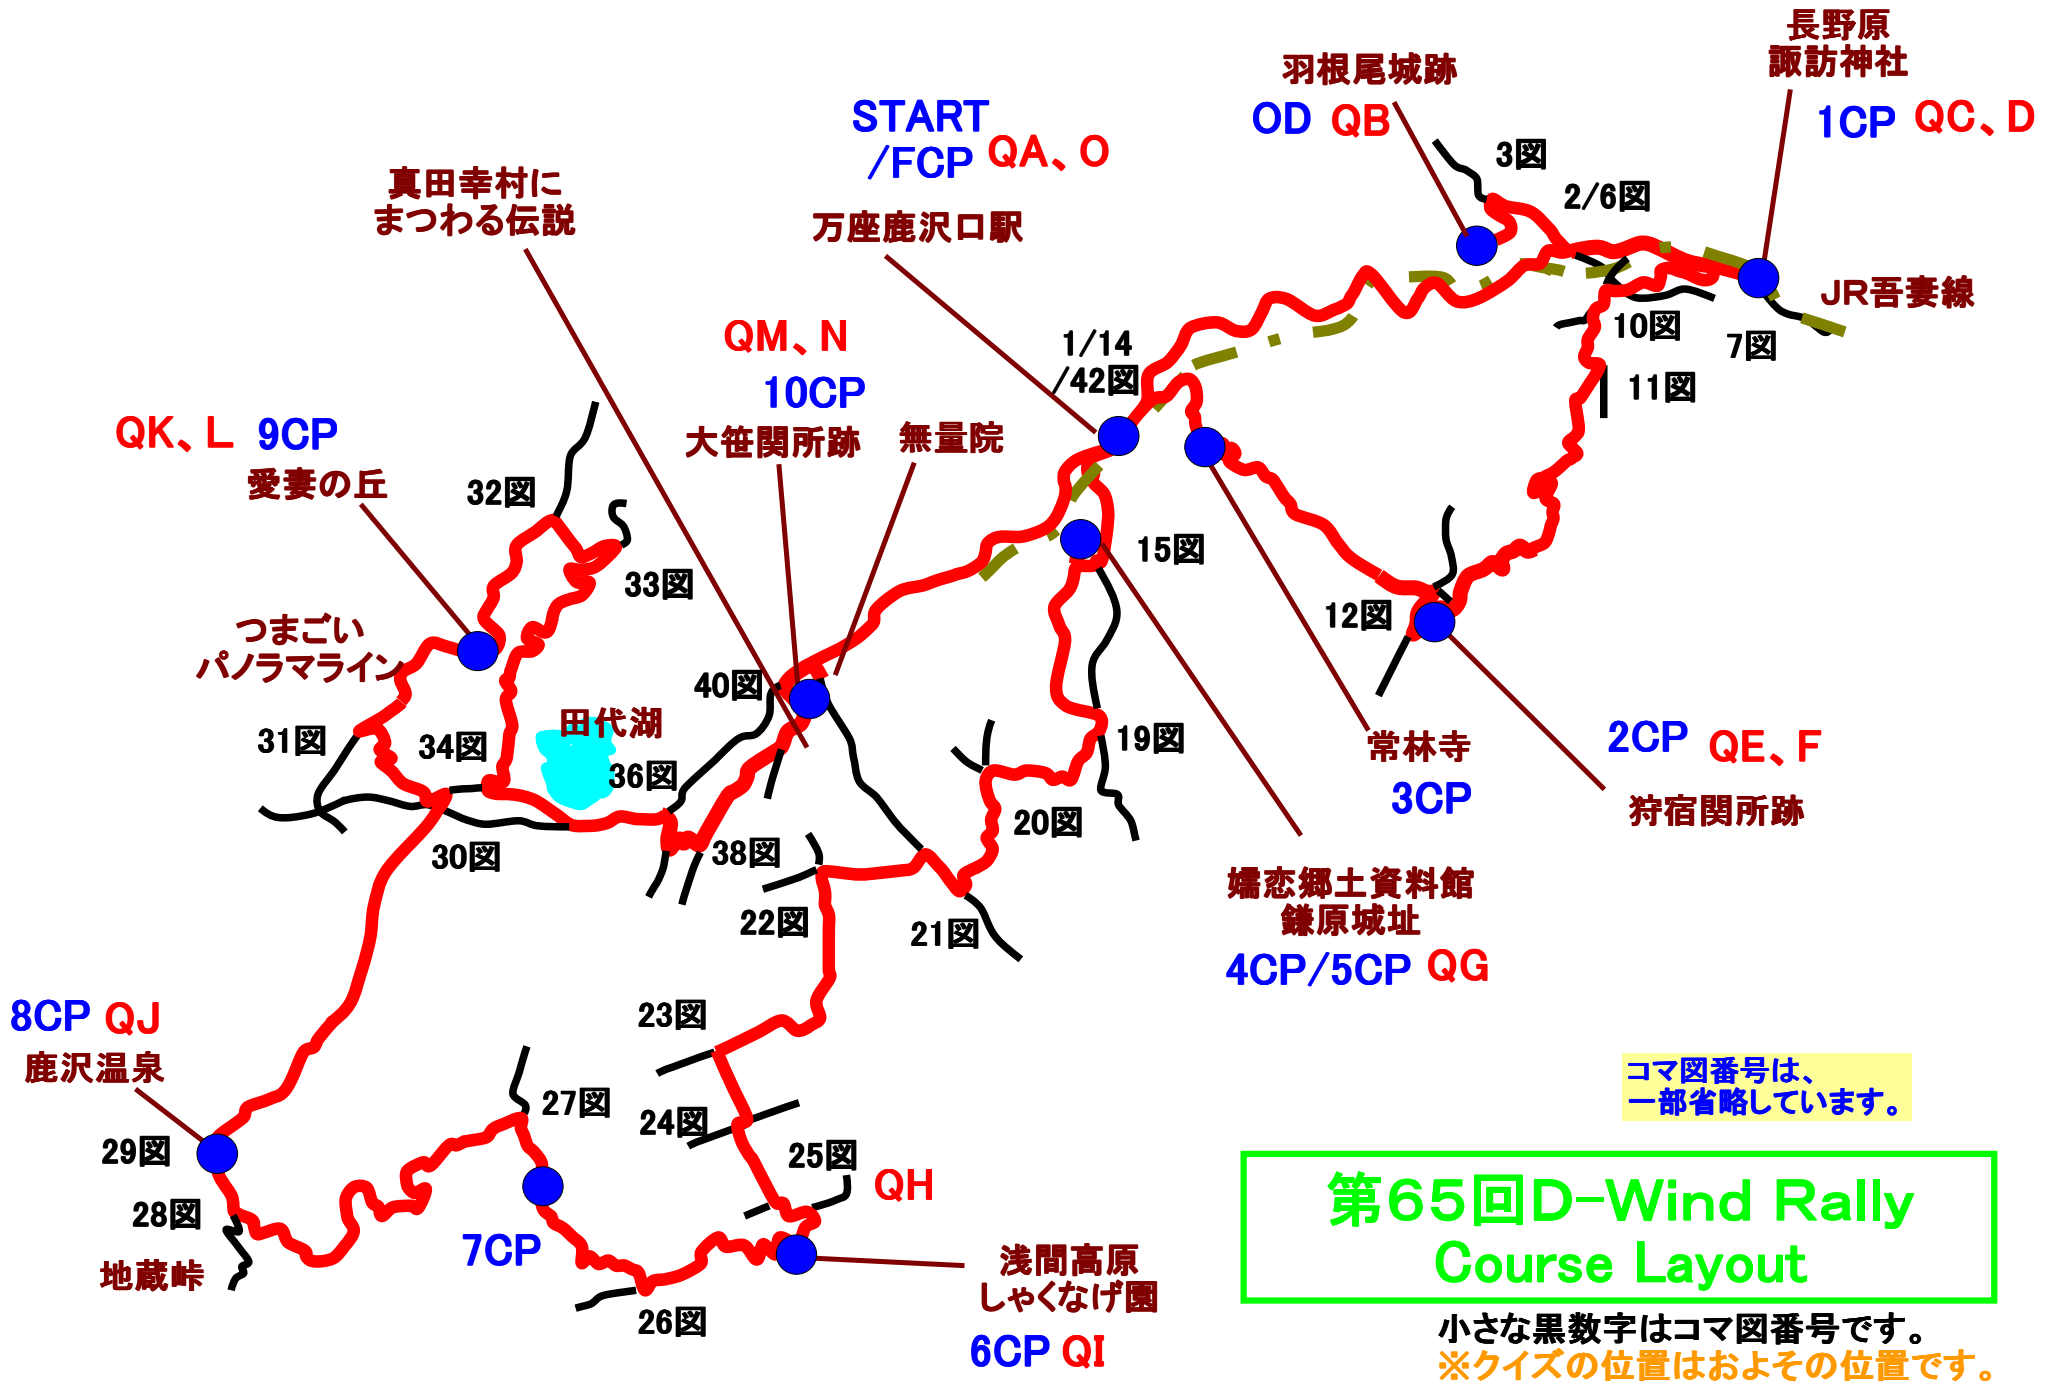 長野原
諏訪神社
1CP QC、D
羽根尾城跡
OD QB
START
/FCP QA、O
万座鹿沢口駅
真田幸村に
まつわる伝説
3図
2/6図
JR吾妻線
10図
7図
11図
1/14
/42図
QM、N
10CP
大笹関所跡
無量院
QK、L 9CP
愛妻の丘
32図
33図
15図
12図
つまごい
パノラマライン
40図
田代湖
31図
34図
36図
19図
常林寺
3CP
2CP QE、F
狩宿関所跡
20図
30図
38図
22図
21図
嬬恋郷土資料館
鎌原城址
4CP/5CP QG
8CP QJ
鹿沢温泉
23図
27図
24図
25図
29図
28図
地蔵峠
QH
7CP
26図
浅間高原
しゃくなげ園
6CP QI
コマ図番号は、
一部省略しています。
第65回D-Wind Rally
Course Layout
小さな黒数字はコマ図番号です。
※クイズの位置はおよその位置です。